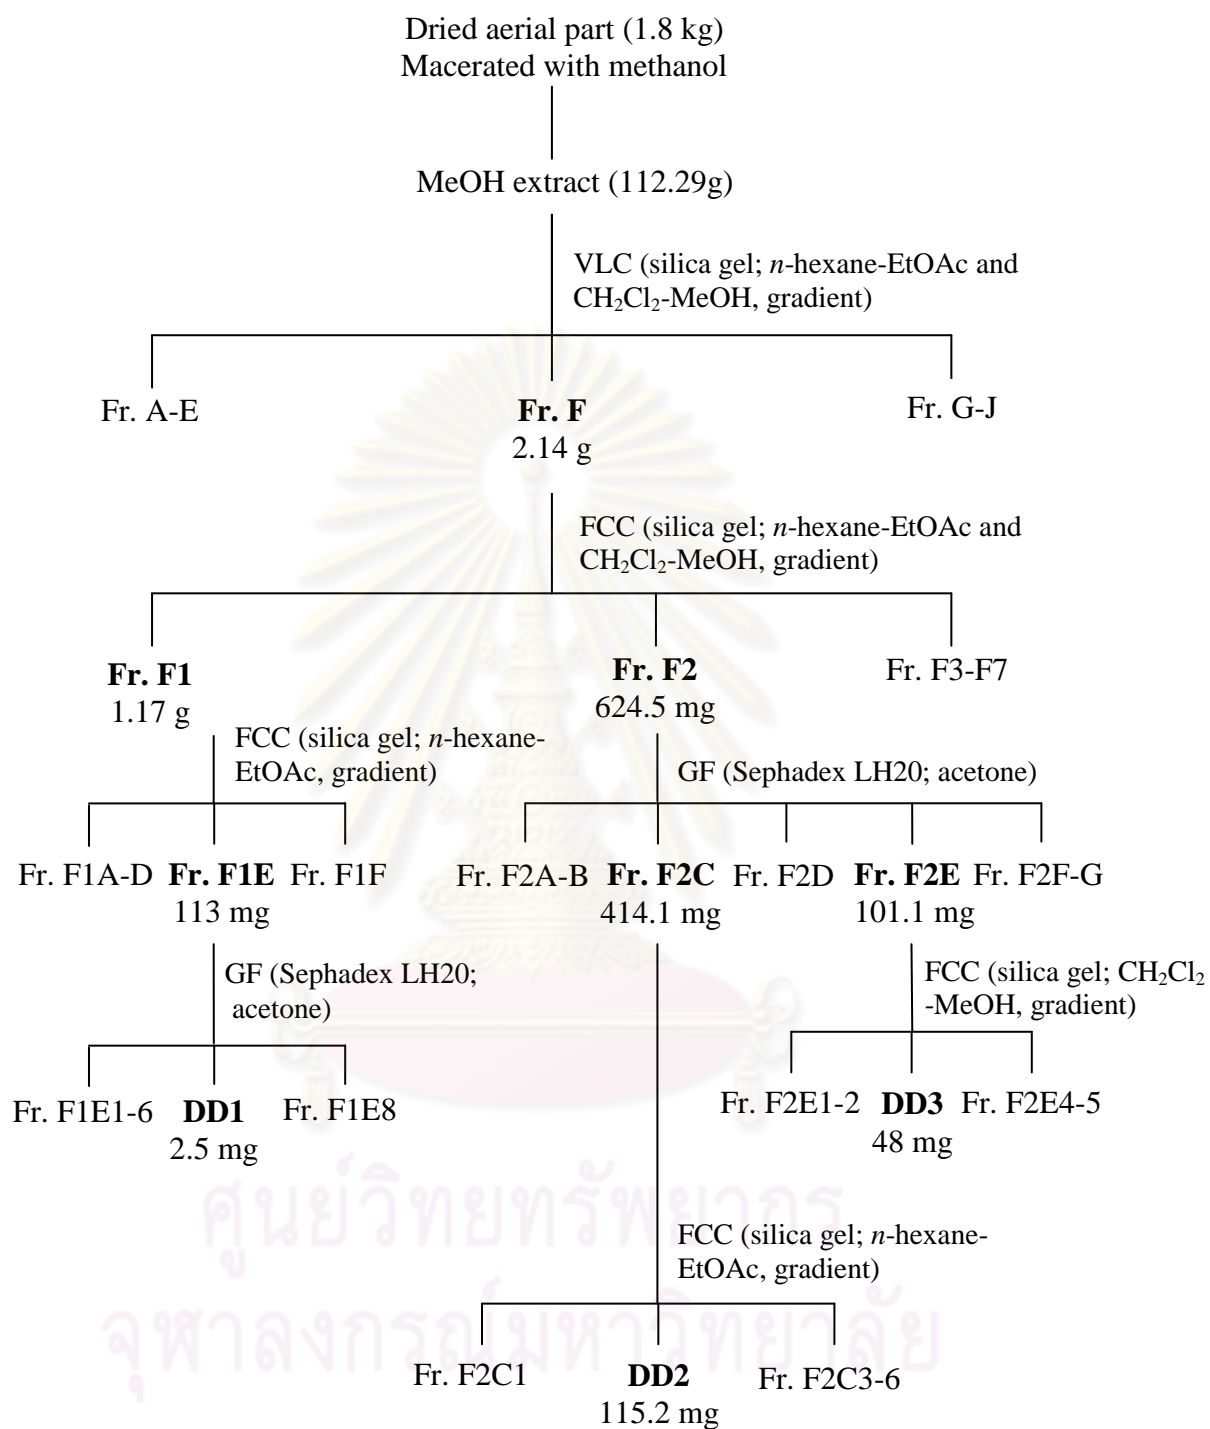 Dried aerial part (1.8 kg)
Macerated with methanol
MeOH extract (112.29g)
VLC (silica gel; n-hexane-EtOAc and
CH₂Cl₂-MeOH, gradient)
Fr. A-E
Fr. F
2.14 g
Fr. G-J
FCC (silica gel; n-hexane-EtOAc and
CH₂Cl₂-MeOH, gradient)
Fr. F1
1.17 g
Fr. F2
624.5 mg
Fr. F3-F7
FCC (silica gel; n-hexane-
EtOAc, gradient)
GF (Sephadex LH20; acetone)
Fr. F1A-D
Fr. F1E
113 mg
Fr. F1F
Fr. F2A-B
Fr. F2C
414.1 mg
Fr. F2D
Fr. F2E
101.1 mg
Fr. F2F-G
GF (Sephadex LH20;
acetone)
FCC (silica gel; CH₂Cl₂
-MeOH, gradient)
Fr. F1E1-6
DD1
2.5 mg
Fr. F1E8
Fr. F2E1-2
DD3
48 mg
Fr. F2E4-5
FCC (silica gel; n-hexane-
EtOAc, gradient)
Fr. F2C1
DD2
115.2 mg
Fr. F2C3-6
ศูนย์วิทยทรัพยากร
จุฬาลงกรณ์มหาวิทยาลัย